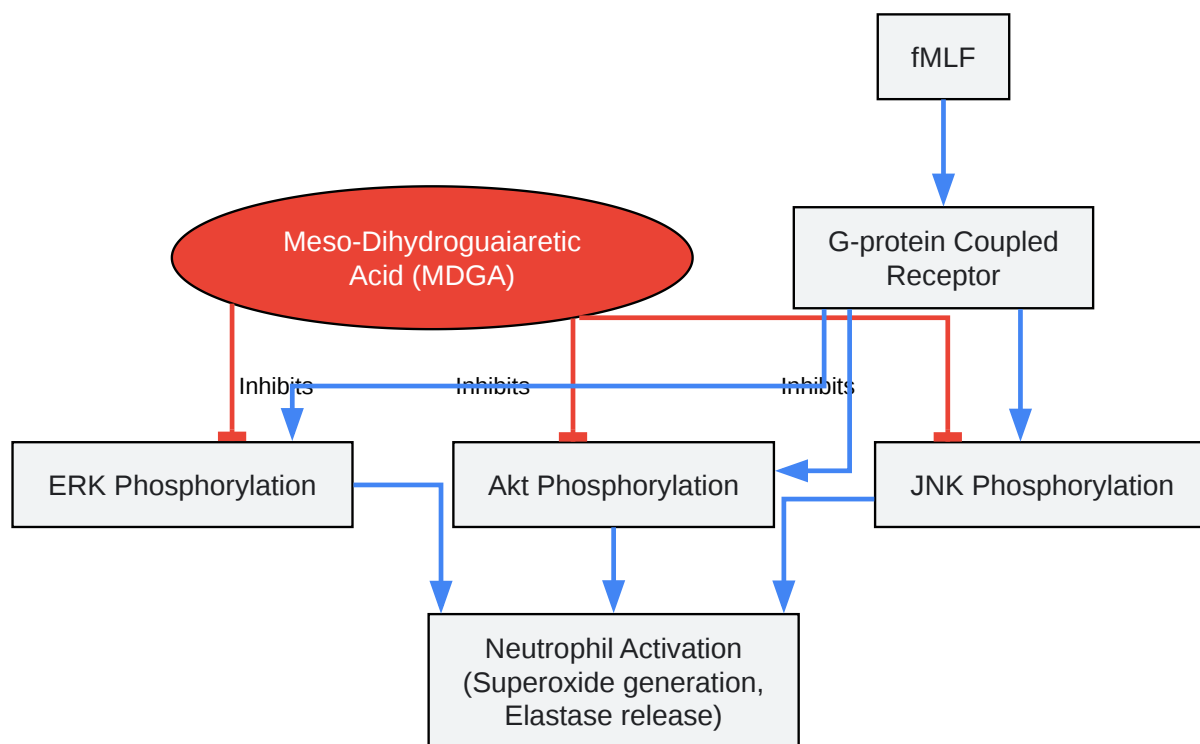 fMLF
Meso-Dihydroguaiaretic
Acid (MDGA)
G-protein Coupled
Receptor
Inhibits
Inhibits
Inhibits
ERK Phosphorylation
Akt Phosphorylation
JNK Phosphorylation
Neutrophil Activation
(Superoxide generation,
Elastase release)